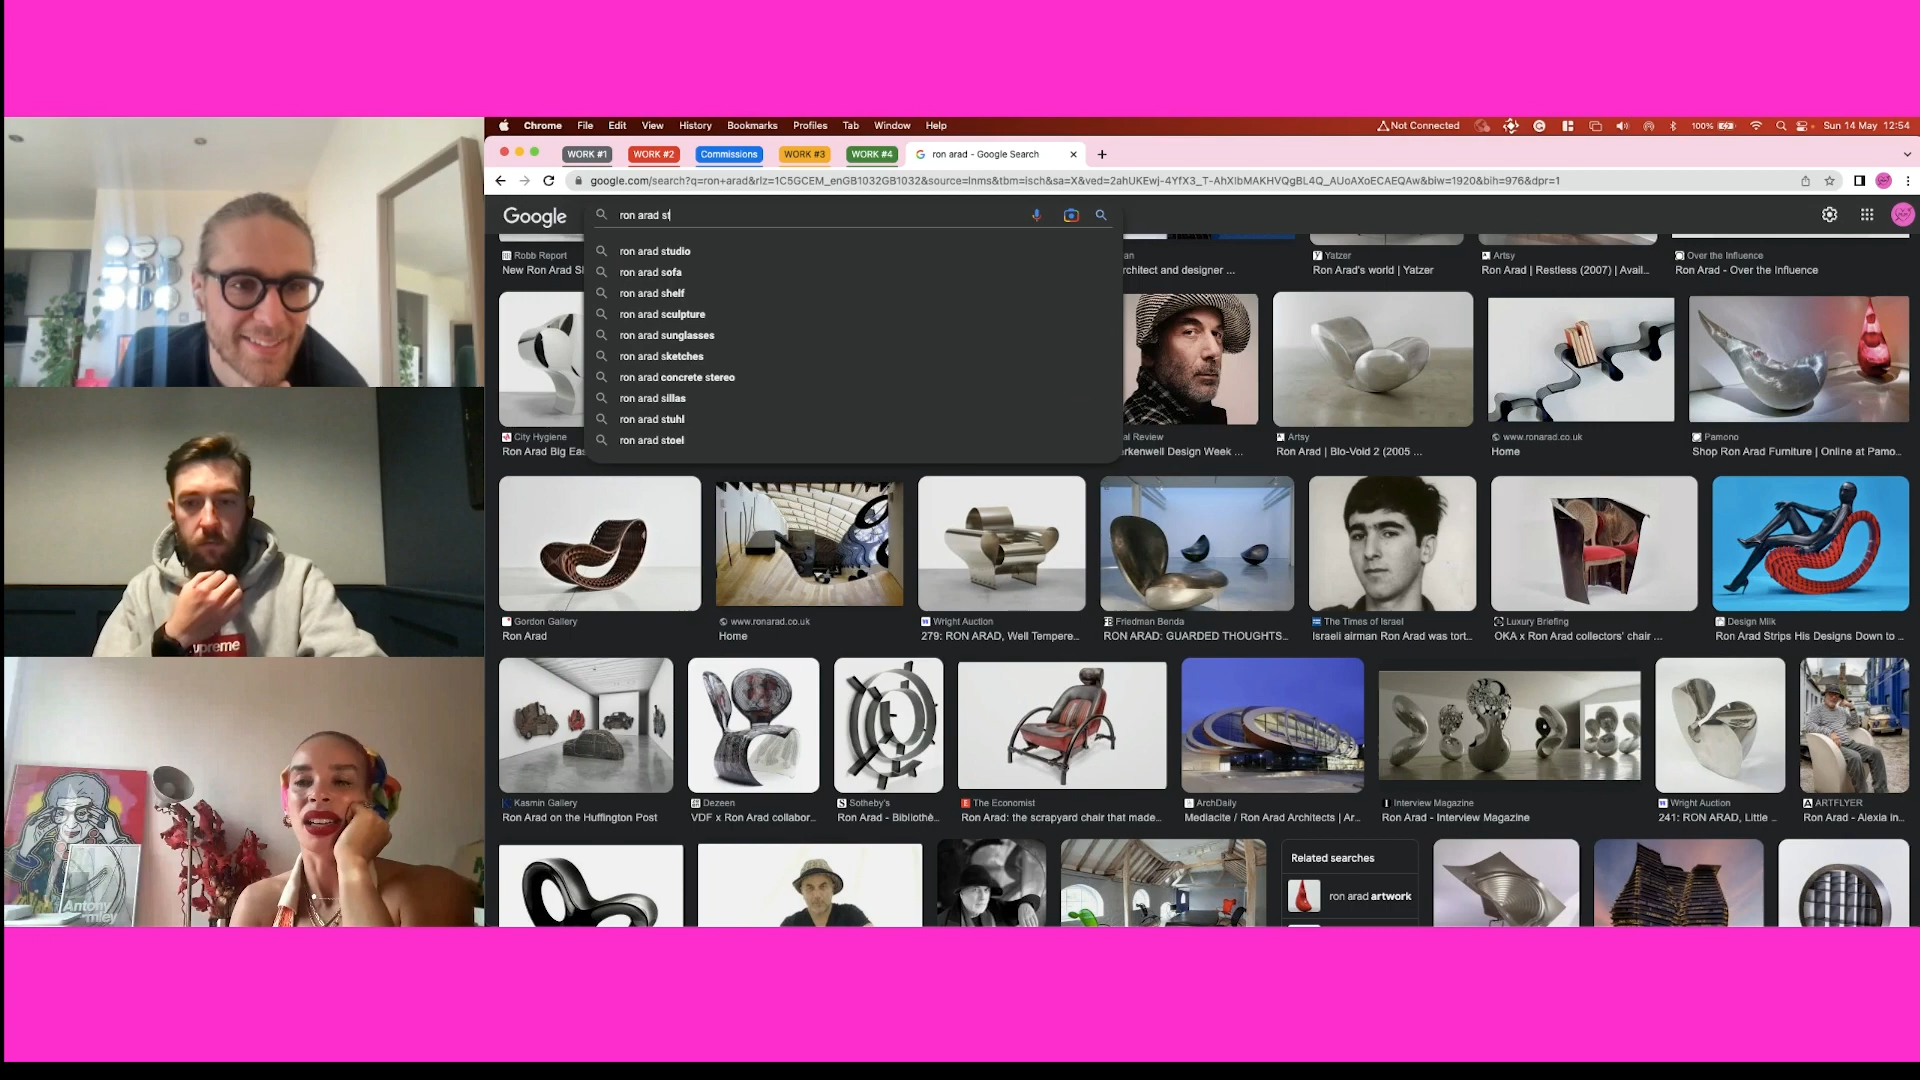 Chrome File Edit View History Bookmarks Profiles Tab Window Help Not Connected 100% Sun 14 May 12:54
WORK #1 WORK #2 Commissions WORK #3 WORK #4 ron arad - Google Search
google.com/search?q=ron+arad&rlz=1C5GCEM_enGB1032GB1032&source=lnms&tbm=isch&sa=X&ved=2ahUKEwj-4YfX3_T-AhXIbMAKHVQgBL4Q_AUoAXoECAEQAw&biw=1920&bih=976&dpr=1
Google ron arad st
ron arad studio
ron arad sofa
ron arad shelf
ron arad sculpture
ron arad sunglasses
ron arad sketches
ron arad concrete stereo
ron arad sillas
ron arad stuhl
ron arad stoel
Robb Report an Yatzer Artsy Over the Influence
New Ron Arad rchitect and designer ... Ron Arad's world | Yatzer Ron Arad | Restless (2007) | Avail... Ron Arad - Over the Influence
City Hygiene al Review Artsy www.ronarad.co.uk Pamono
Ron Arad Big Eas erkenwell Design Week ... Ron Arad | Blo-Void 2 (2005 ... Home Shop Ron Arad Furniture | Online at Pamo...
Gordon Gallery www.ronarad.co.uk Wright Auction Friedman Benda The Times of Israel Luxury Briefing Design Milk
Ron Arad Home 279: RON ARAD, Well Tempere... RON ARAD: GUARDED THOUGHTS... Israeli airman Ron Arad was tort... OKA x Ron Arad collectors' chair ... Ron Arad Strips His Designs Down to ...
Kasmin Gallery Dezeen Sotheby's The Economist ArchDaily Interview Magazine Wright Auction ARTFLYER
Ron Arad on the Huffington Post VDF x Ron Arad collabor... Ron Arad - Bibliothè... Ron Arad: the scrapyard chair that made... Mediacite / Ron Arad Architects | Ar... Ron Arad - Interview Magazine 241: RON ARAD, Little ... Ron Arad - Alexia in...
Related searches
ron arad artwork
upreme
Antony
rmley